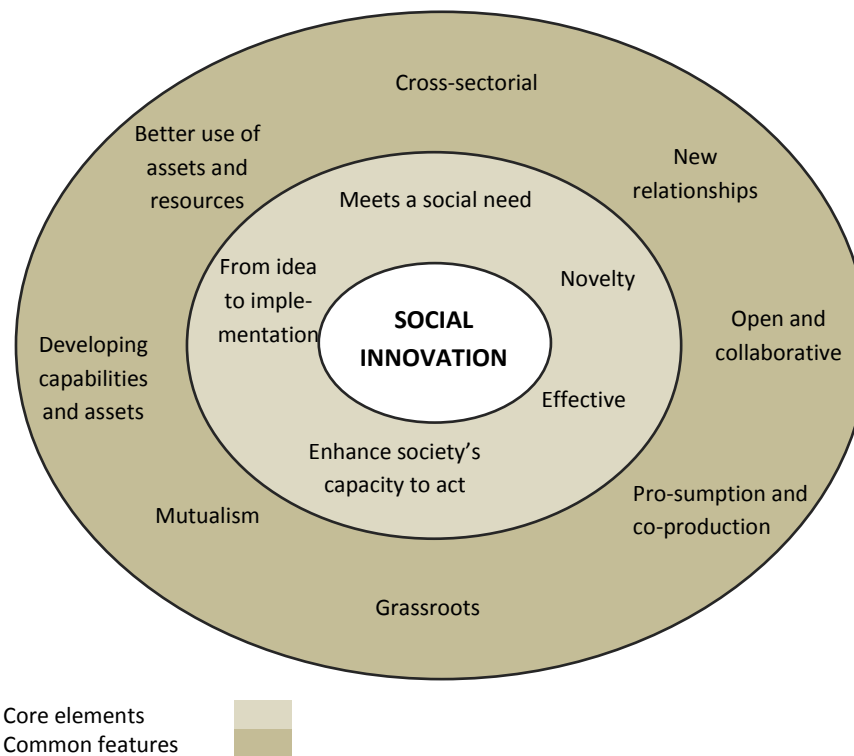 Cross-sectorial
Better use of
assets and
resources
New
relationships
Meets a social need
From idea
to imple-
mentation
Novelty
SOCIAL
INNOVATION
Open and
collaborative
Developing
capabilities
and assets
Effective
Enhance society’s
capacity to act
Pro-sumption and
co-production
Mutualism
Grassroots
Core elements
Common features